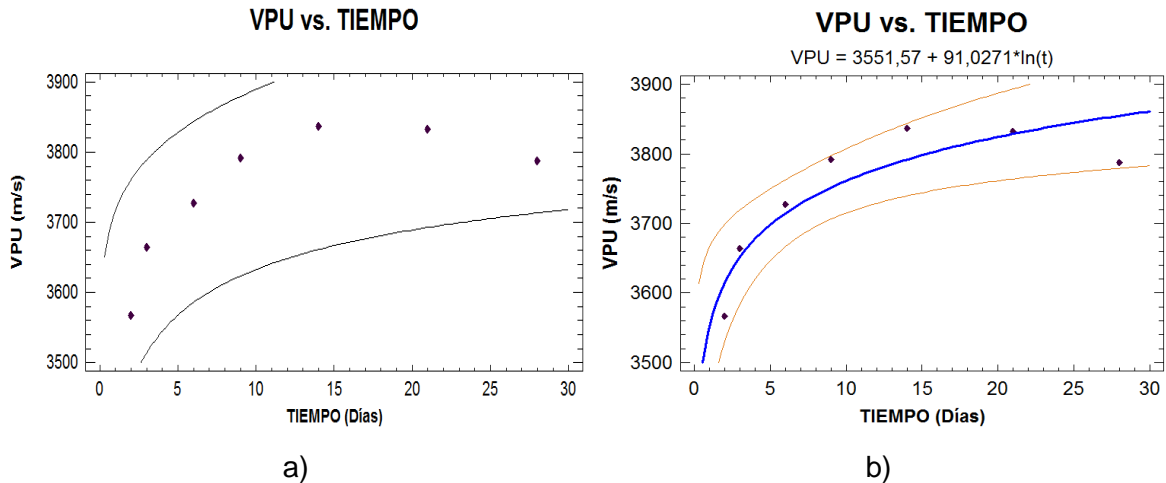 VPU vs. TIEMPO
3900
3800
3700
3600
3500
VPU (m/s)
0 5 10 15 20 25 30
TIEMPO (Días)
a)
VPU vs. TIEMPO
VPU = 3551,57 + 91,0271*ln(t)
3900
3800
3700
3600
3500
VPU (m/s)
0 5 10 15 20 25 30
TIEMPO (Días)
b)